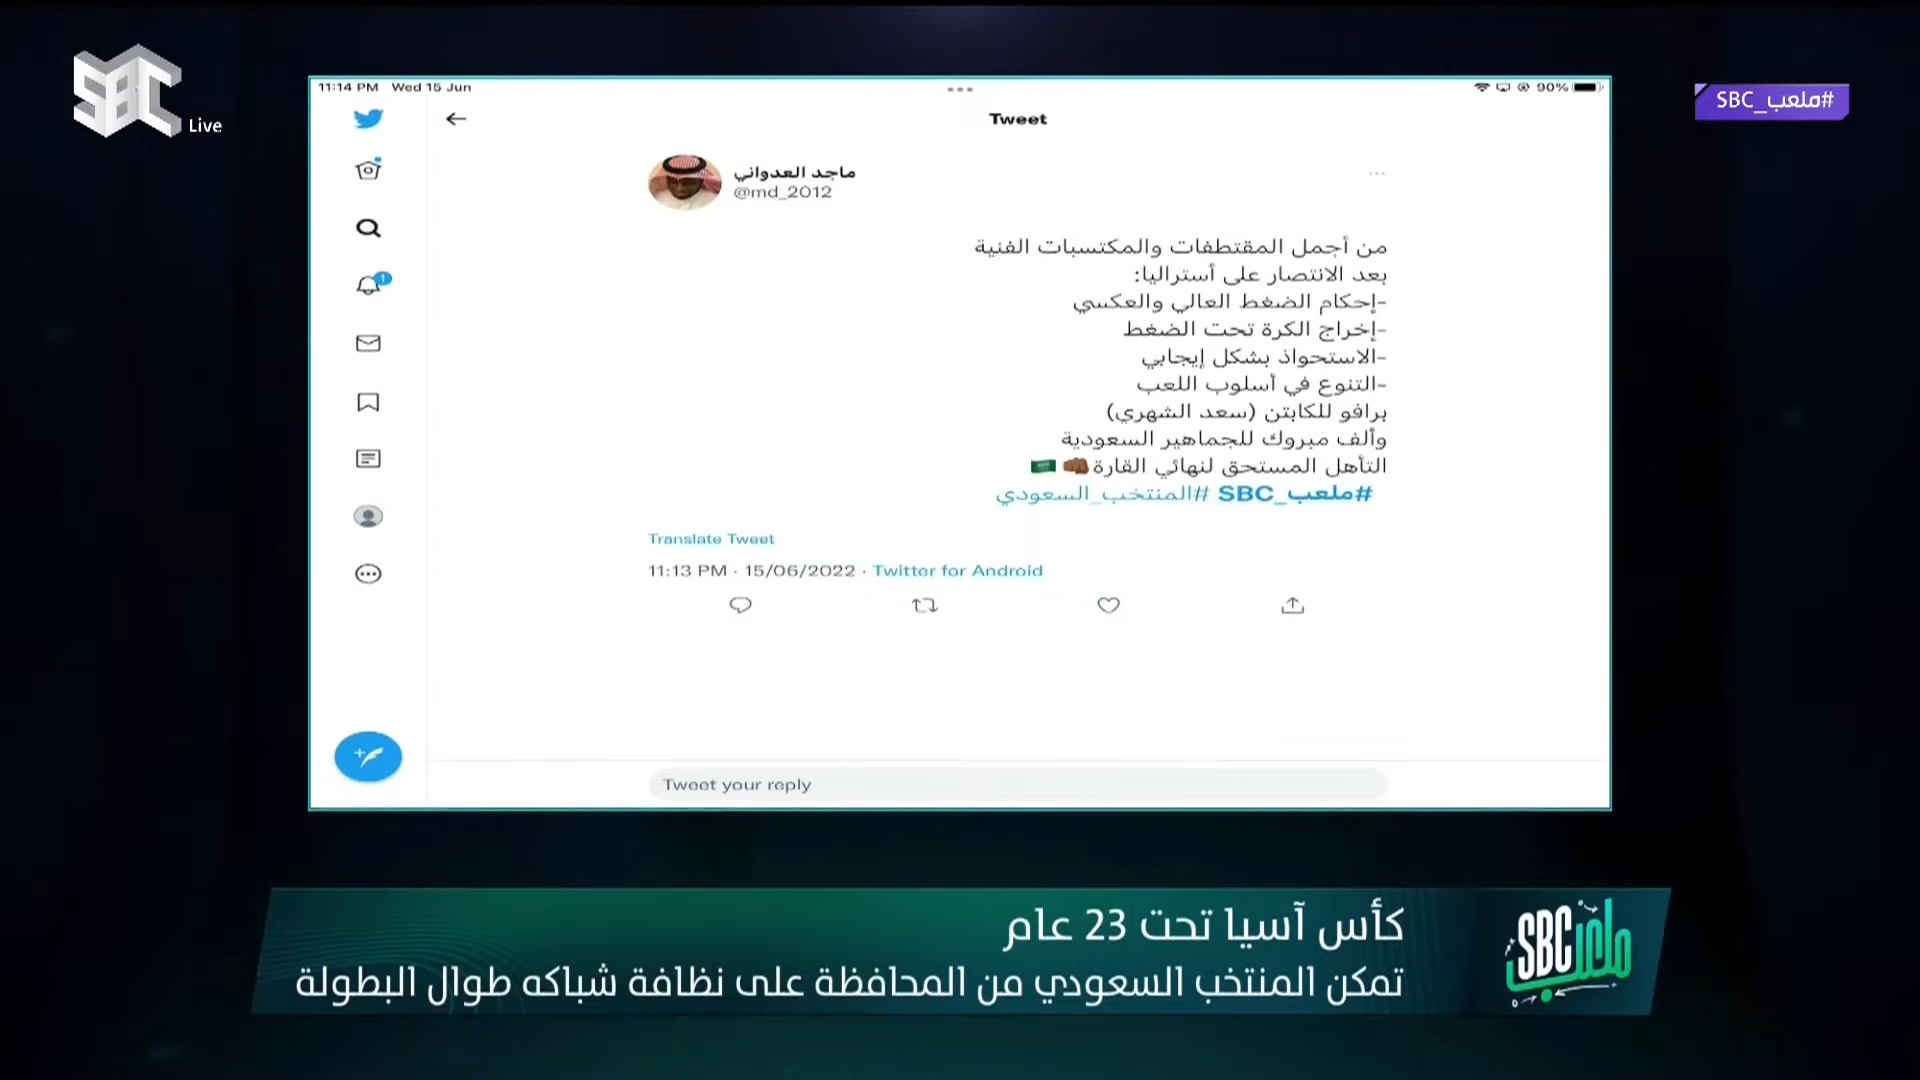 SBC Live
#ملعب_SBC
11:14 PM Wed 15 Jun
90%
Tweet
ماجد العدواني
@md_2012
من أجمل المقتطفات والمكتسبات الفنية
بعد الانتصار على أستراليا:
-إحكام الضغط العالي والعكسي
-إخراج الكرة تحت الضغط
-الاستحواذ بشكل إيجابي
-التنوع في أسلوب اللعب
برافو للكابتن (سعد الشهري)
وألف مبروك للجماهير السعودية
التأهل المستحق لنهائي القارة👊🏾🇸🇦
#ملعب_SBC #المنتخب_السعودي
1
Translate Tweet
11:13 PM · 15/06/2022 · Twitter for Android
Tweet your reply
كأس آسيا تحت 23 عام
تمكن المنتخب السعودي من المحافظة على نظافة شباكه طوال البطولة
ملعب SBC